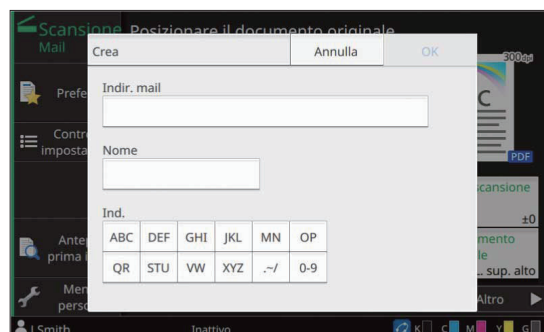 Scansione Posizionare il documento originale
Mail
Crea
Annulla
OK
300dpi
Prefe
Indir. mail
C
Contr
imposta
Nome
PDF
scansione
±0
Ind.
ABC DEF GHI JKL MN OP
QR STU VW XYZ .~/ 0-9
Ante
prima i
mento
le
. sup. alto
Men
perso
Altro
J.Smith
Inattivo
K C M Y G